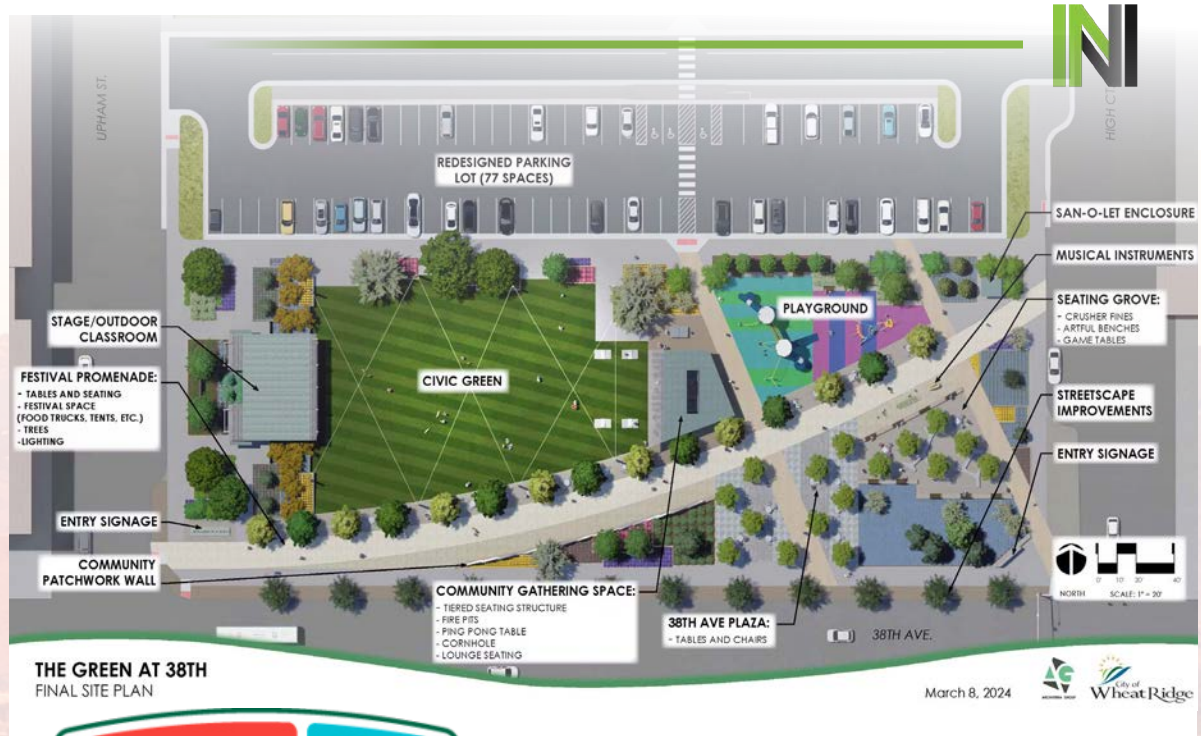 UPHAM ST.
HIGH CT
REDESIGNED PARKING
LOT (77 SPACES)
SAN-O-LET ENCLOSURE
MUSICAL INSTRUMENTS
SEATING GROVE:
- CRUSHER FINES
- ARTFUL BENCHES
- GAME TABLES
PLAYGROUND
STAGE/OUTDOOR
CLASSROOM
CIVIC GREEN
FESTIVAL PROMENADE:
- TABLES AND SEATING
- FESTIVAL SPACE
(FOOD TRUCKS, TENTS, ETC.)
- TREES
-LIGHTING
STREETSCAPE
IMPROVEMENTS
ENTRY SIGNAGE
ENTRY SIGNAGE
COMMUNITY
PATCHWORK WALL
COMMUNITY GATHERING SPACE:
- TIERED SEATING STRUCTURE
- FIRE PITS
- PING PONG TABLE
- CORNHOLE
- LOUNGE SEATING
38TH AVE PLAZA:
- TABLES AND CHAIRS
38TH AVE.
0' 10' 20' 40'
NORTH SCALE: 1" = 20'
THE GREEN AT 38TH
FINAL SITE PLAN
March 8, 2024
City of
Wheat Ridge